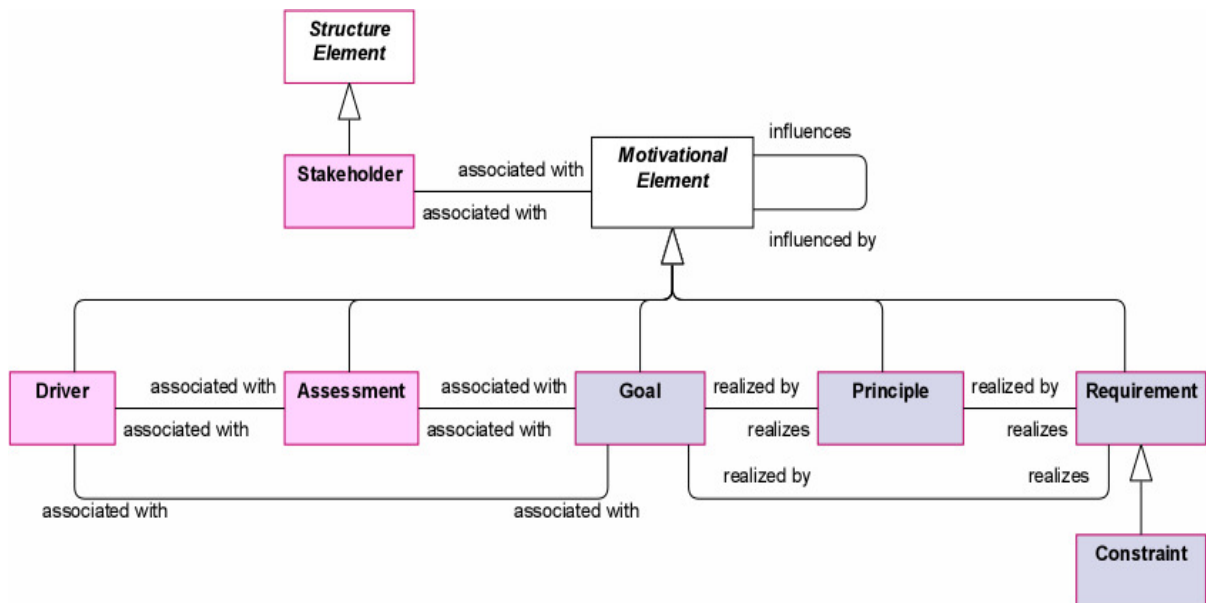 Structure
Element
influences
Motivational
Element
Stakeholder
associated with
associated with
influenced by
Driver
associated with
associated with
Assessment
associated with
associated with
Goal
realized by
realizes
Principle
realized by
realizes
Requirement
realized by
realizes
associated with
associated with
Constraint